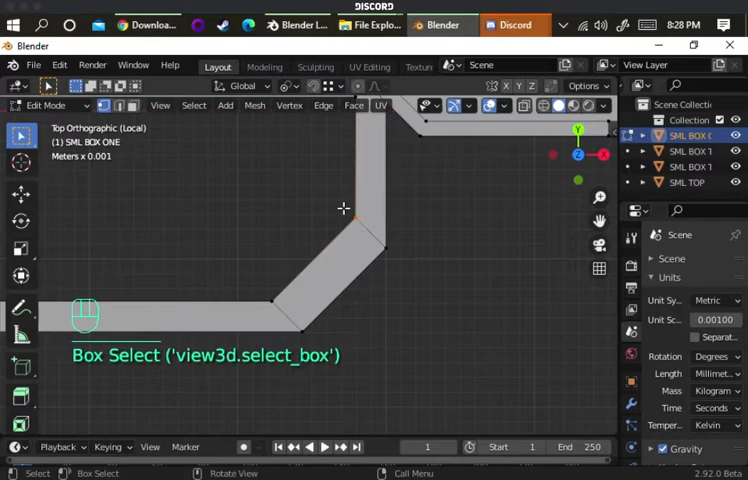 DISCORD
Downloa...
Blender L...
File Explo...
Blender
Discord
8:28 PM
Blender
File Edit Render Window Help Layout Modeling Sculpting UV Editing Textur Scene View Layer
Global X Y Z Options
Edit Mode View Select Add Mesh Vertex Edge Face UV
Top Orthographic (Local)
(1) SML BOX ONE
Meters x 0.001
Y
Z
X
Box Select ('view3d.select_box')
Scene Collectic
Collection
SML BOX C
SML BOX T
SML BOX T
SML TOP
Scene
Scene
Units
Unit Sy... Metric
Unit Sc... 0.00100
Separat...
Rotation Degrees
Length Millimet...
Mass Kilogram
Time Seconds
Temper... Kelvin
Gravity
Playback Keying View Marker 1 Start 1 End 250
Select Box Select Rotate View Call Menu 2.92.0 Beta